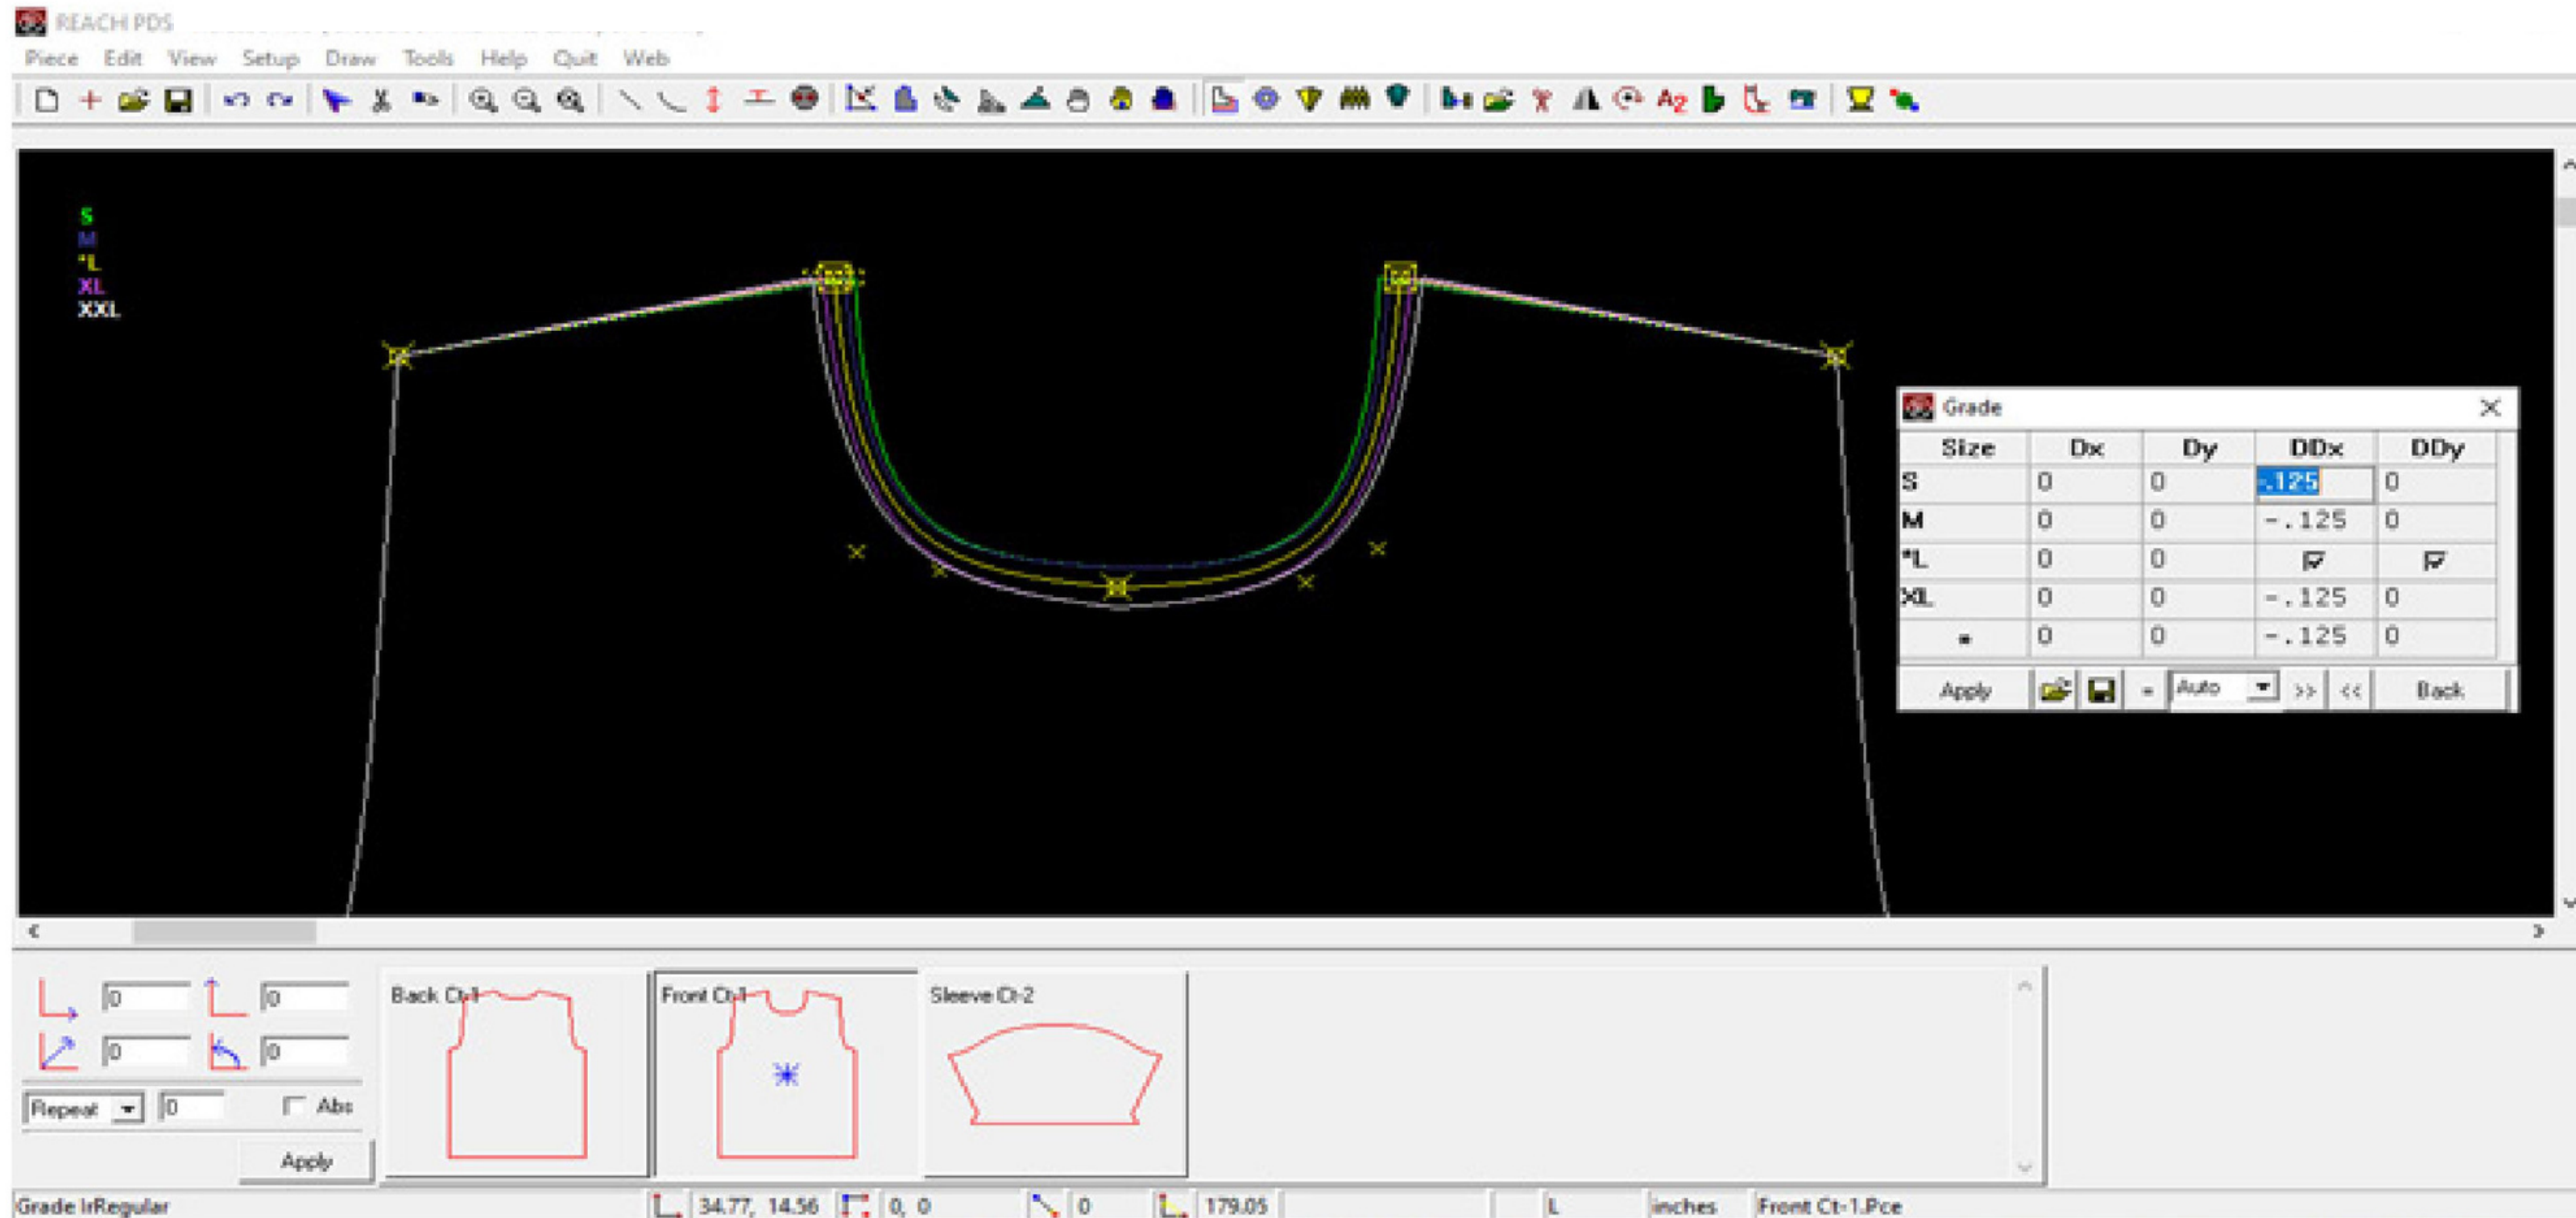 REACH PDS
Piece Edit View Setup Draw Tools Help Quit Web
S
M
*L
XL
XXL
Grade
Size Dx Dy DDx DDy
S 0 0 -.125 0
M 0 0 -.125 0
*L 0 0
XL 0 0 -.125 0
* 0 0 -.125 0
Apply = Auto >> << Back
0 0
Back Ct-1 Front Ct-1 Sleeve Ct-2
0 0
Repeat 0 Abs
Apply
Grade IrRegular 34.77, 14.56 0, 0 0 179.05 L inches Front Ct-1.Pce